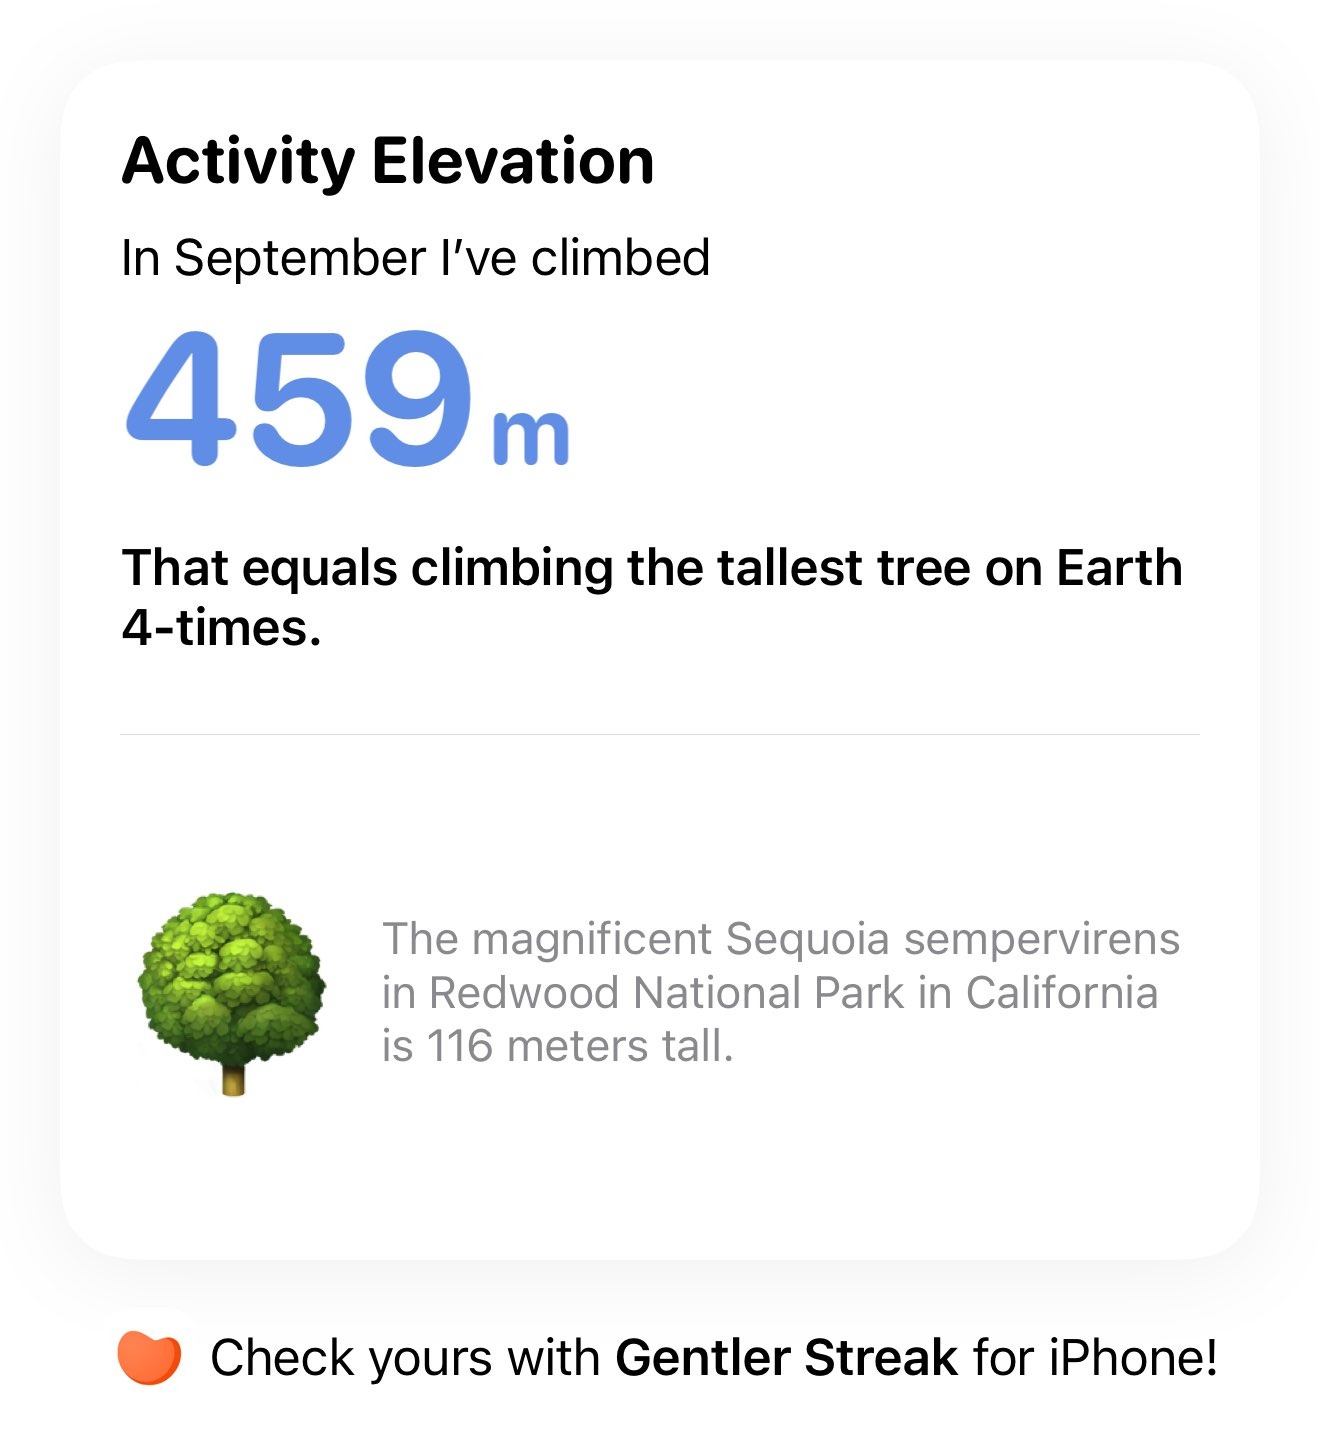 Activity Elevation
In September I’ve climbed
459 m
That equals climbing the tallest tree on Earth
4-times.
The magnificent Sequoia sempervirens
in Redwood National Park in California
is 116 meters tall.
Check yours with Gentler Streak for iPhone!